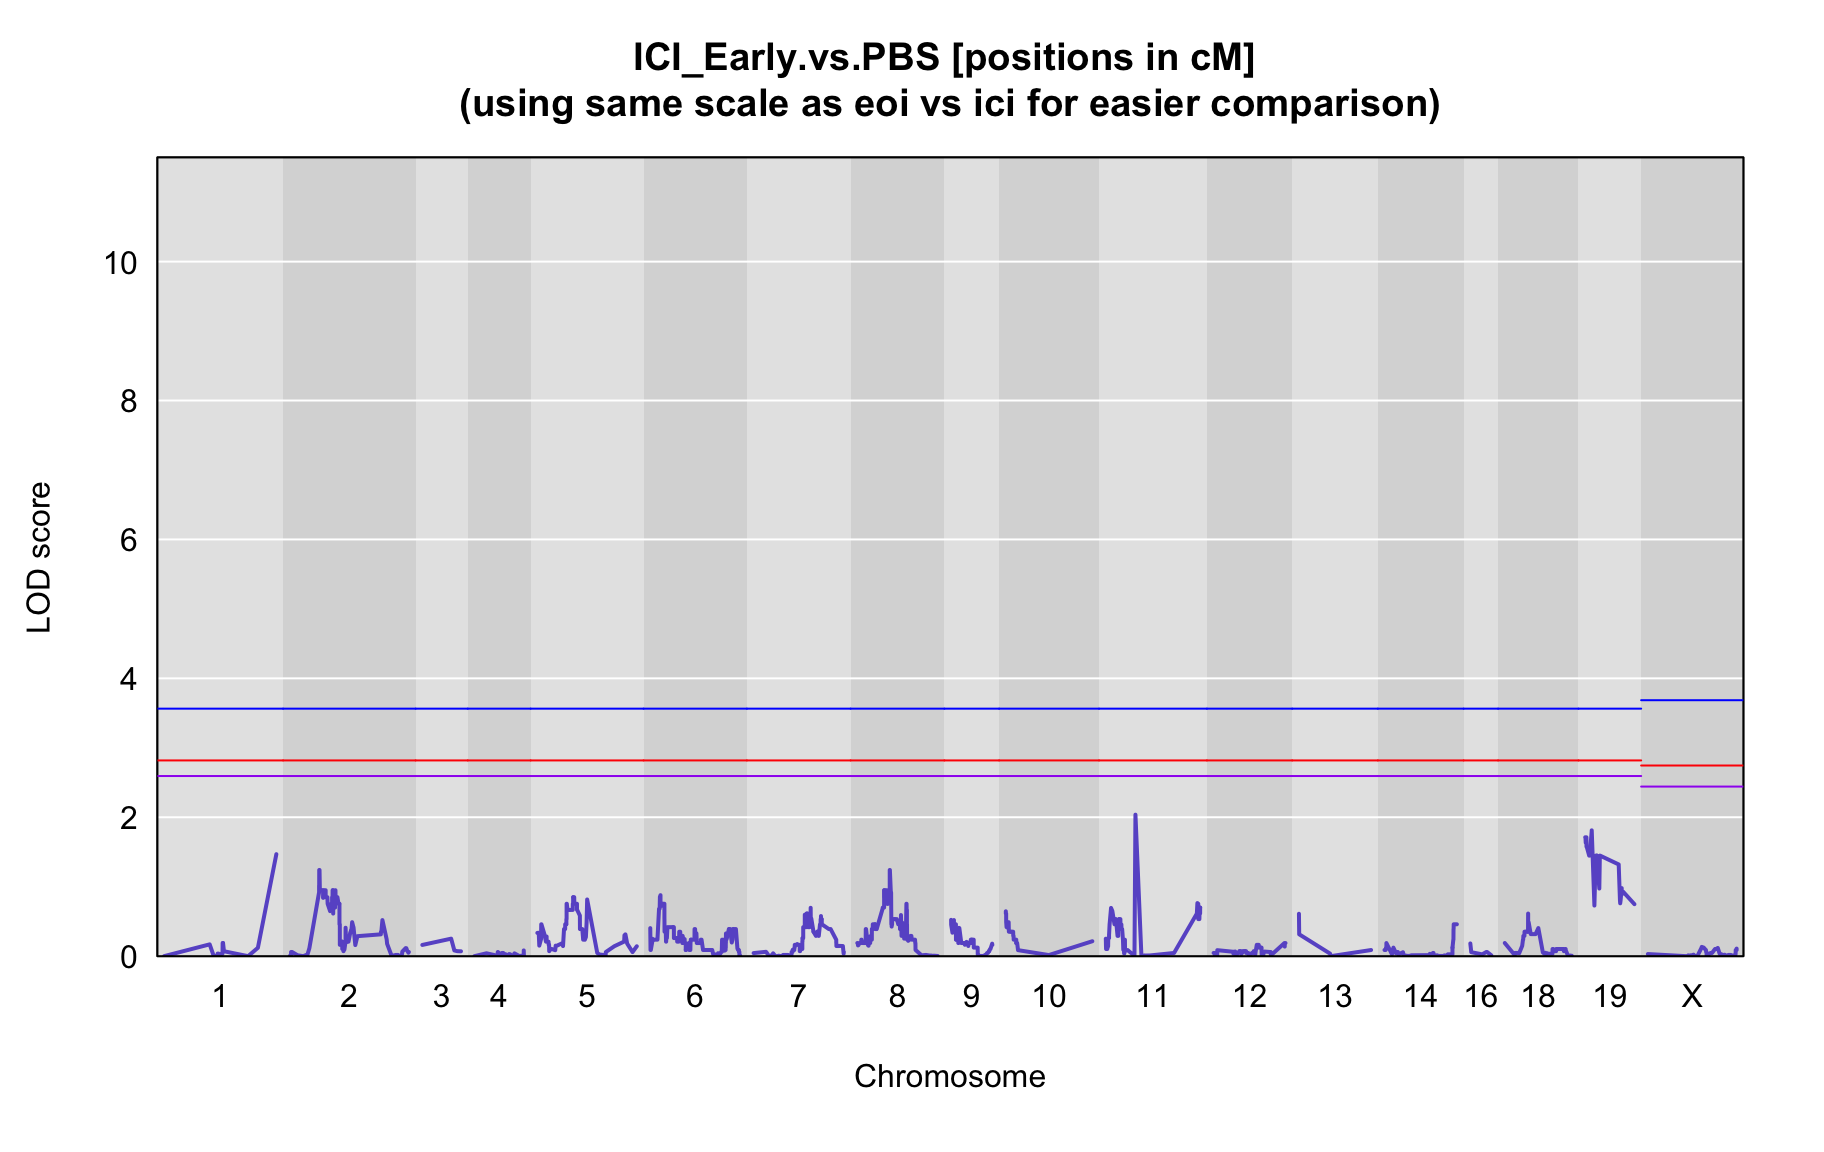 ICI_Early.vs.PBS [positions in cM]
(using same scale as eoi vs ici for easier comparison)
10
8
6
4
2
0
LOD score
1 2 3 4 5 6 7 8 9 10 11 12 13 14 16 18 19 X
Chromosome